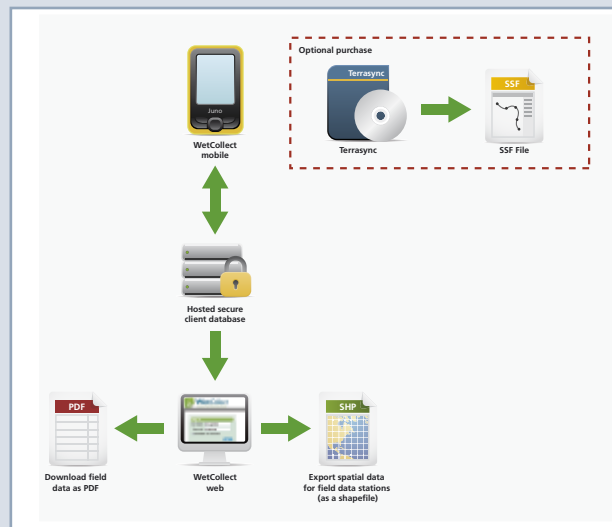 Optional purchase
Terrasync
SSF
Juno
WetCollect
mobile
Terrasync
SSF File
Hosted secure
client database
PDF
WetCollect
SHP
Download field
data as PDF
WetCollect
web
Export spatial data
for field data stations
(as a shapefile)